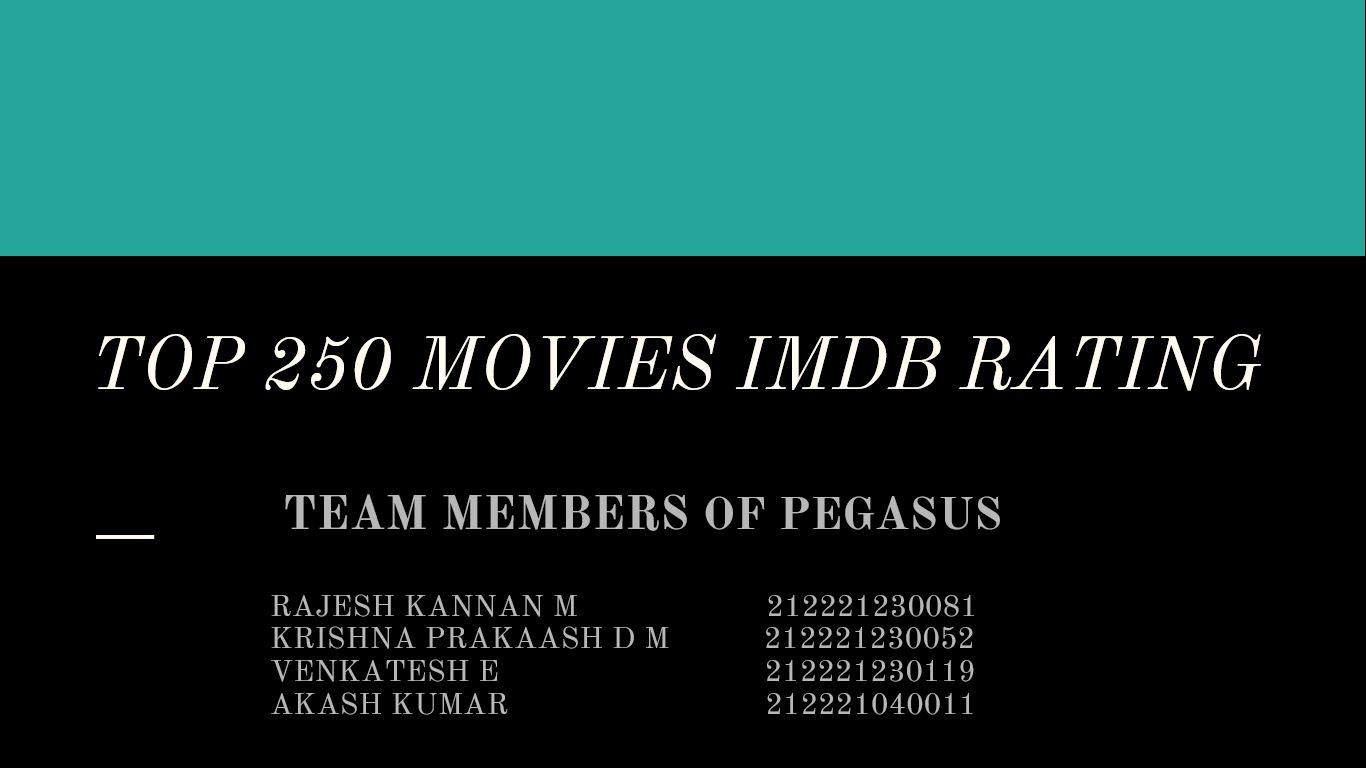 TOP 250 MOVIES IMDB RATING
TEAM MEMBERS OF PEGASUS
RAJESH KANNAN M 212221230081
KRISHNA PRAKAASH D M 212221230052
VENKATESH E 212221230119
AKASH KUMAR 212221040011